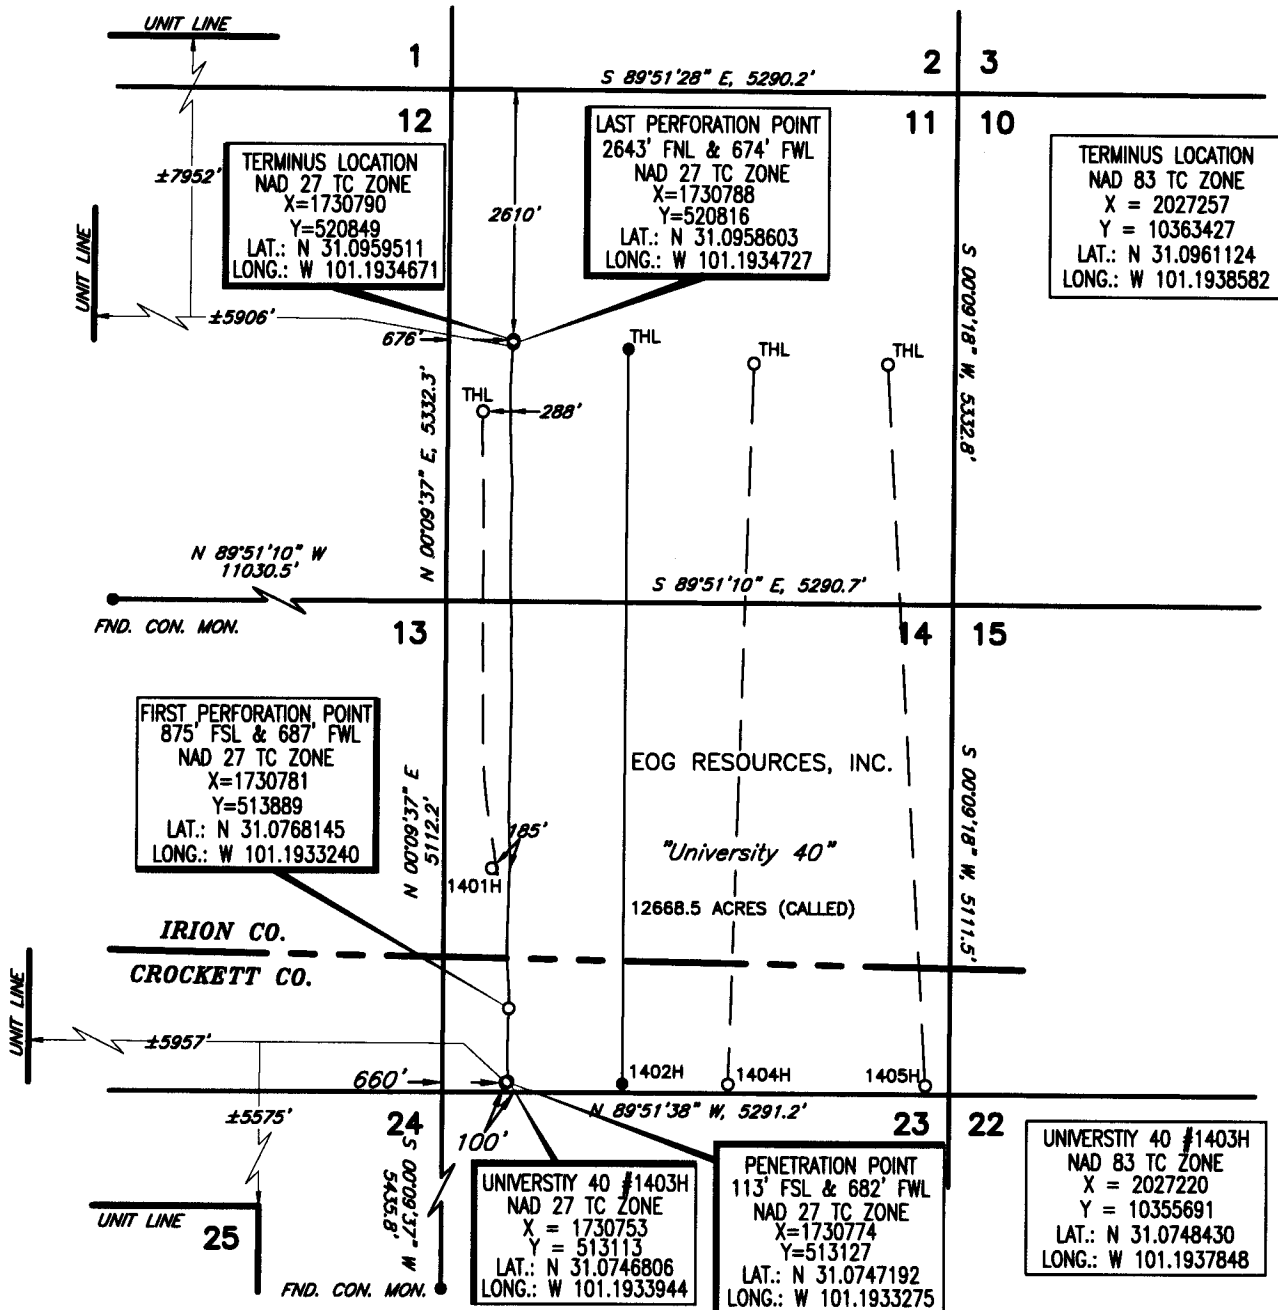 UNIT LINE
1
2
3
S 89°51'28" E, 5290.2'
12
11
10
±7952'
UNIT LINE
TERMINUS LOCATION
NAD 27 TC ZONE
X=1730790
Y=520849
LAT.: N 31.0959511
LONG.: W 101.1934671
LAST PERFORATION POINT
2643' FNL & 674' FWL
NAD 27 TC ZONE
X=1730788
Y=520816
LAT.: N 31.0958603
LONG.: W 101.1934727
TERMINUS LOCATION
NAD 83 TC ZONE
X = 2027257
Y = 10363427
LAT.: N 31.0961124
LONG.: W 101.1938582
2610'
±5906'
676'
THL
THL
THL
THL
288'
N 00°09'37" E, 5332.3'
S 00°09'18" W, 5332.8'
N 89°51'10" W
11030.5'
S 89°51'10" E, 5290.7'
FND. CON. MON.
13
14
15
FIRST PERFORATION POINT
875' FSL & 687' FWL
NAD 27 TC ZONE
X=1730781
Y=513889
LAT.: N 31.0768145
LONG.: W 101.1933240
N 00°09'37" E
5112.2'
EOG RESOURCES, INC.
"University 40"
12668.5 ACRES (CALLED)
S 00°09'18" W, 5111.5'
185'
1401H
IRION CO.
CROCKETT CO.
UNIT LINE
±5957'
660'
1402H
1404H
1405H
±5575'
24
N 89°51'38" W, 5291.2'
23
22
100'
S 00°09'37" W
5435.8'
UNIVERSTIY 40 #1403H
NAD 27 TC ZONE
X = 1730753
Y = 513113
LAT.: N 31.0746806
LONG.: W 101.1933944
PENETRATION POINT
113' FSL & 682' FWL
NAD 27 TC ZONE
X=1730774
Y=513127
LAT.: N 31.0747192
LONG.: W 101.1933275
UNIVERSTIY 40 #1403H
NAD 83 TC ZONE
X = 2027220
Y = 10355691
LAT.: N 31.0748430
LONG.: W 101.1937848
UNIT LINE
25
FND. CON. MON.